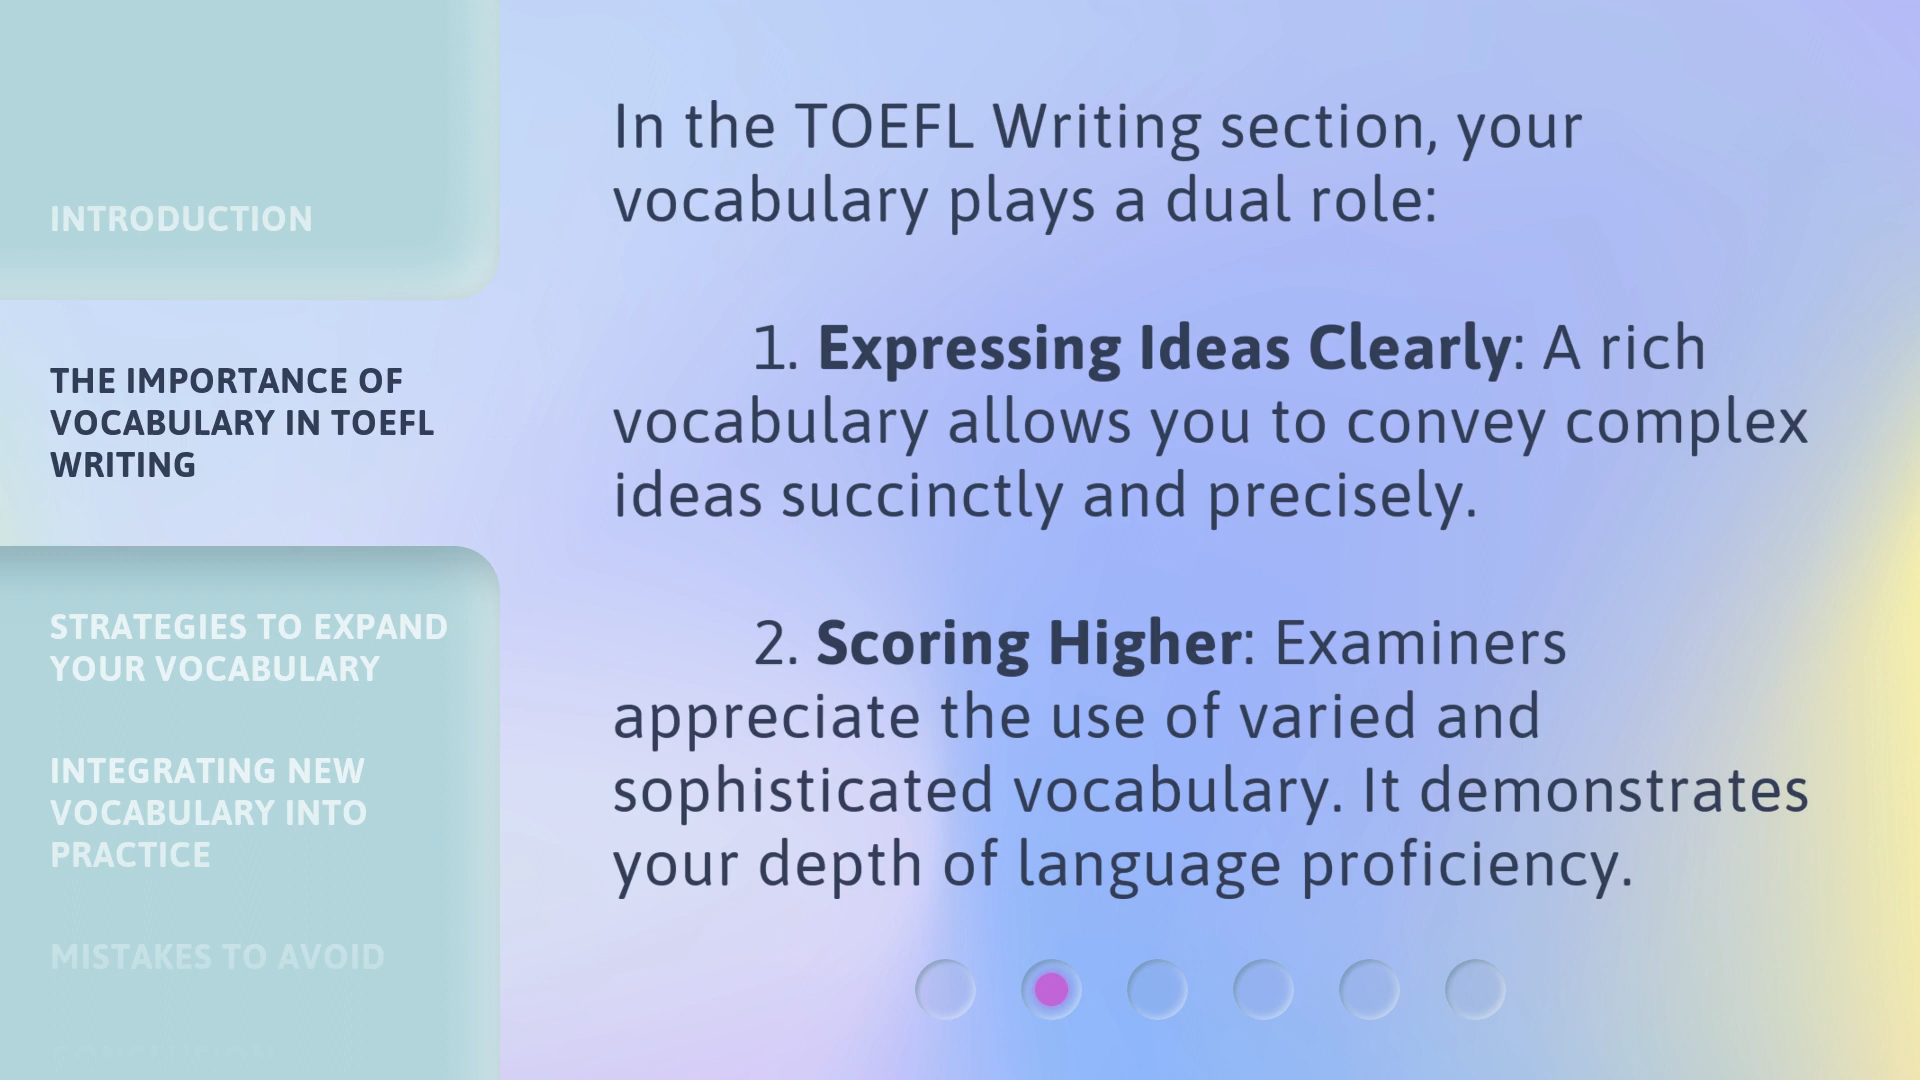 INTRODUCTION
THE IMPORTANCE OF
VOCABULARY IN TOEFL
WRITING
STRATEGIES TO EXPAND
YOUR VOCABULARY
INTEGRATING NEW
VOCABULARY INTO
PRACTICE
MISTAKES TO AVOID
CONCLUSION
In the TOEFL Writing section, your
vocabulary plays a dual role:
1. Expressing Ideas Clearly: A rich
vocabulary allows you to convey complex
ideas succinctly and precisely.
2. Scoring Higher: Examiners
appreciate the use of varied and
sophisticated vocabulary. It demonstrates
your depth of language proficiency.